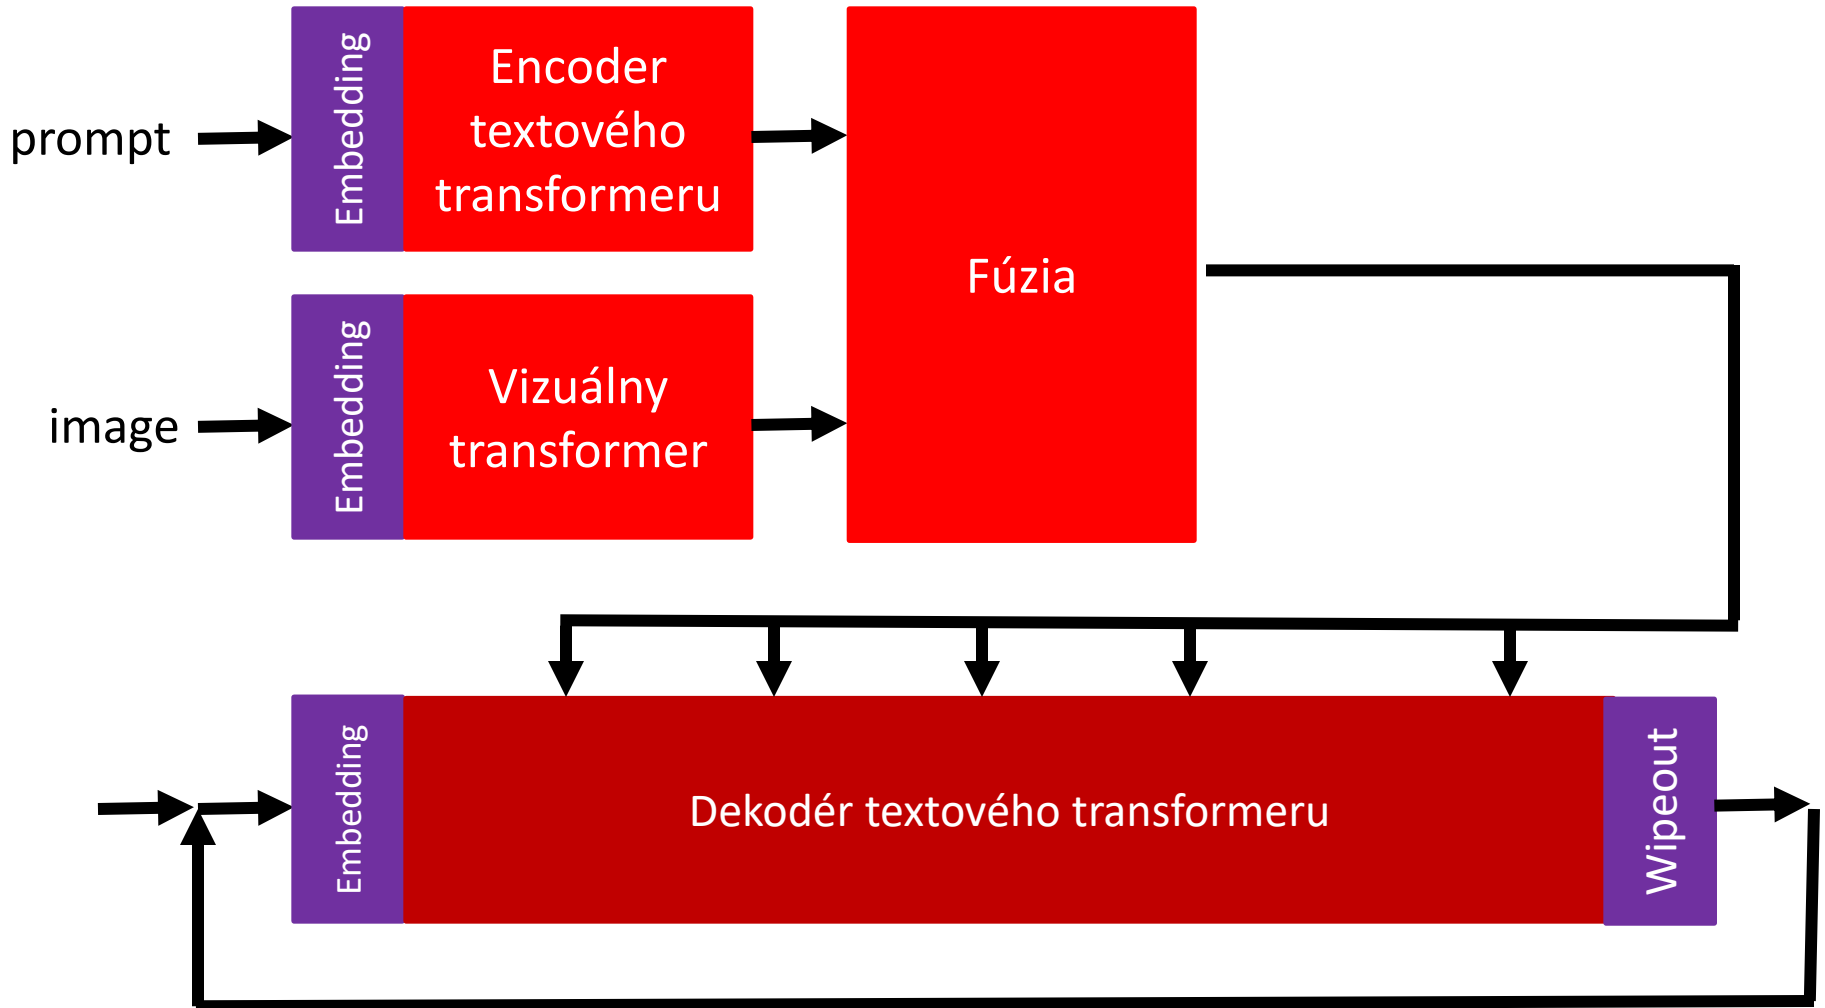 prompt
Embedding
Encoder
textového
transformeru
Fúzia
image
Embedding
Vizuálny
transformer
Embedding
Dekodér textového transformeru
Wipeout